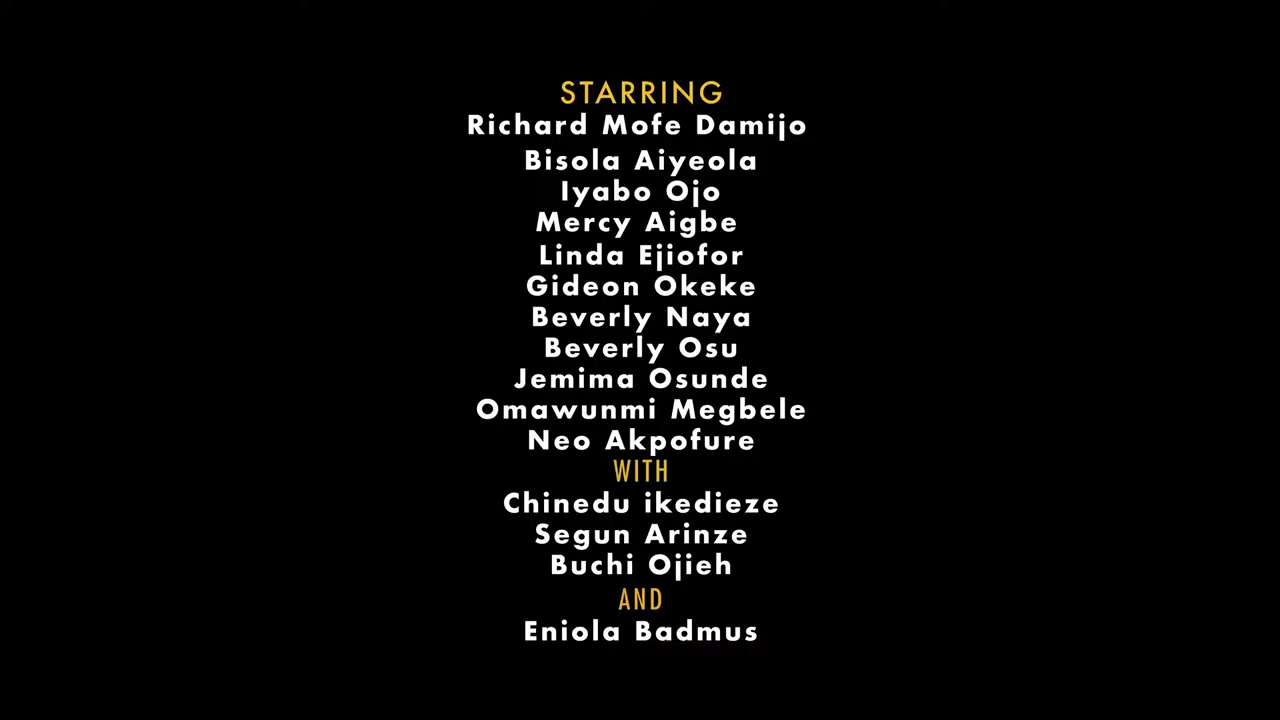 STARRING
Richard Mofe Damijo
Bisola Aiyeola
Iyabo Ojo
Mercy Aigbe
Linda Ejiofor
Gideon Okeke
Beverly Naya
Beverly Osu
Jemima Osunde
Omawunmi Megbele
Neo Akpofure
WITH
Chinedu ikedieze
Segun Arinze
Buchi Ojieh
AND
Eniola Badmus